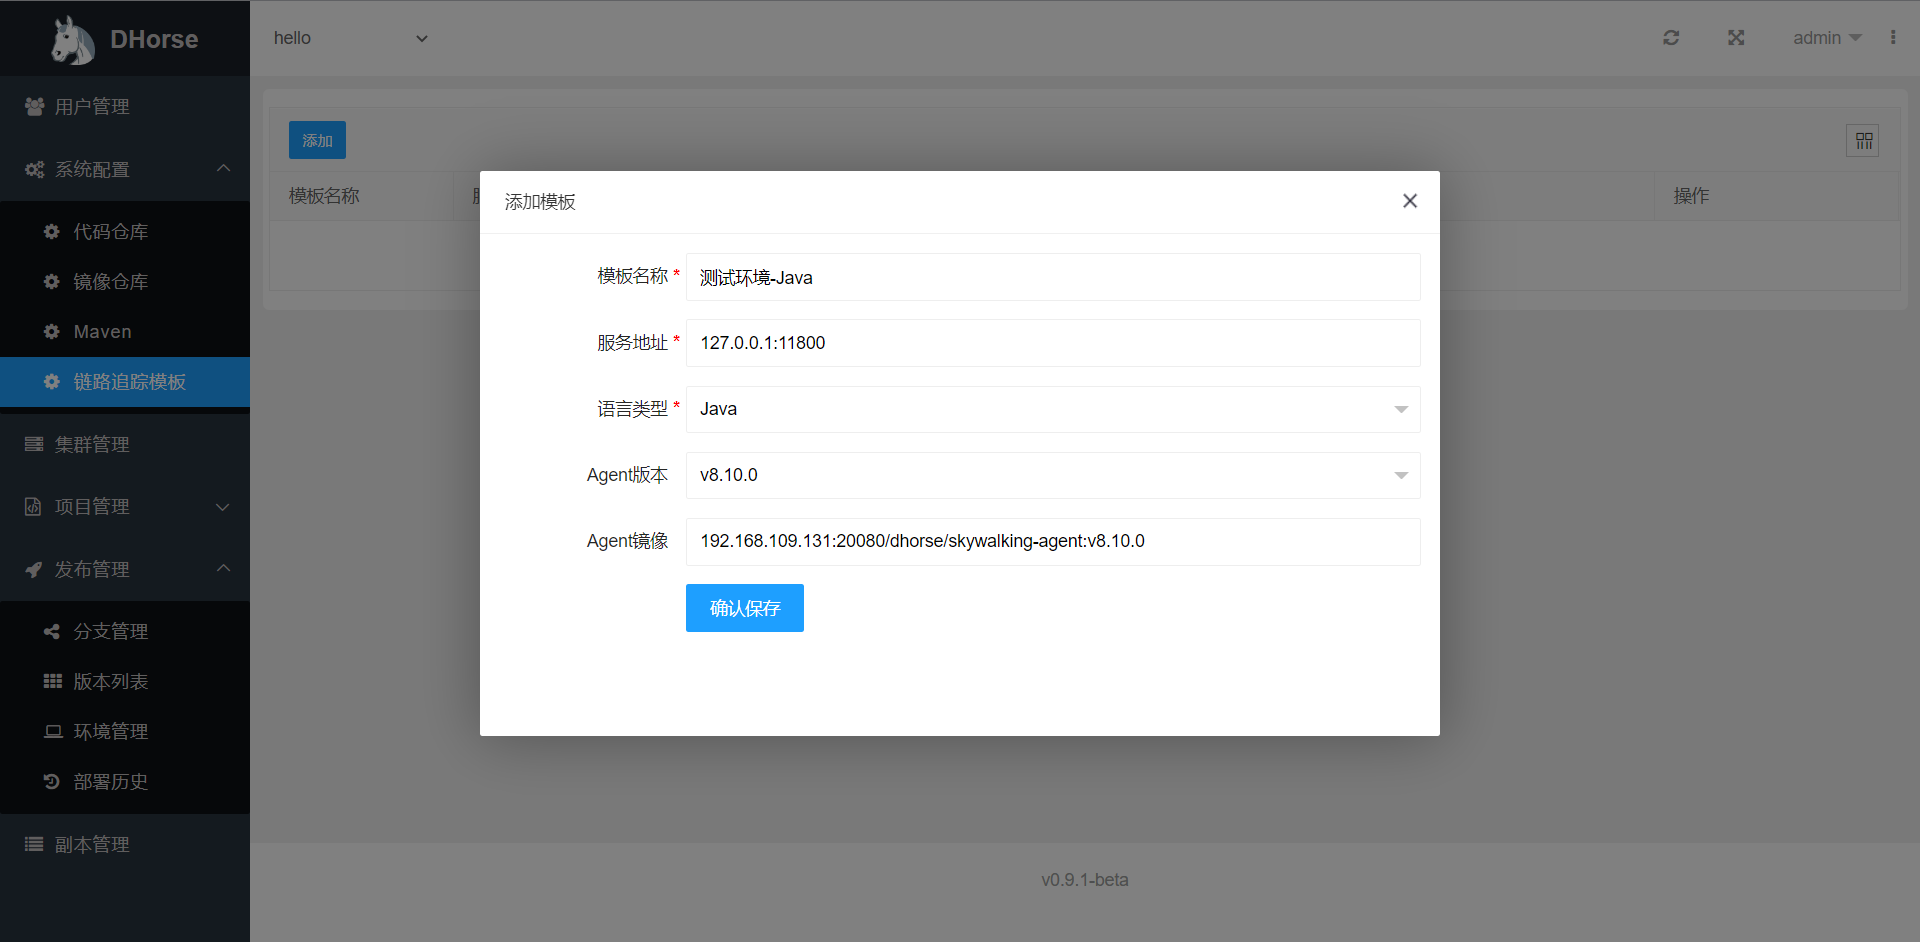 DHorse
hello
admin
用户管理
系统配置
代码仓库
镜像仓库
Maven
链路追踪模板
集群管理
项目管理
发布管理
分支管理
版本列表
环境管理
部署历史
副本管理
添加
模板名称
操作
添加模板
模板名称 * 测试环境-Java
服务地址 * 127.0.0.1:11800
语言类型 * Java
Agent版本 v8.10.0
Agent镜像 192.168.109.131:20080/dhorse/skywalking-agent:v8.10.0
确认保存
v0.9.1-beta